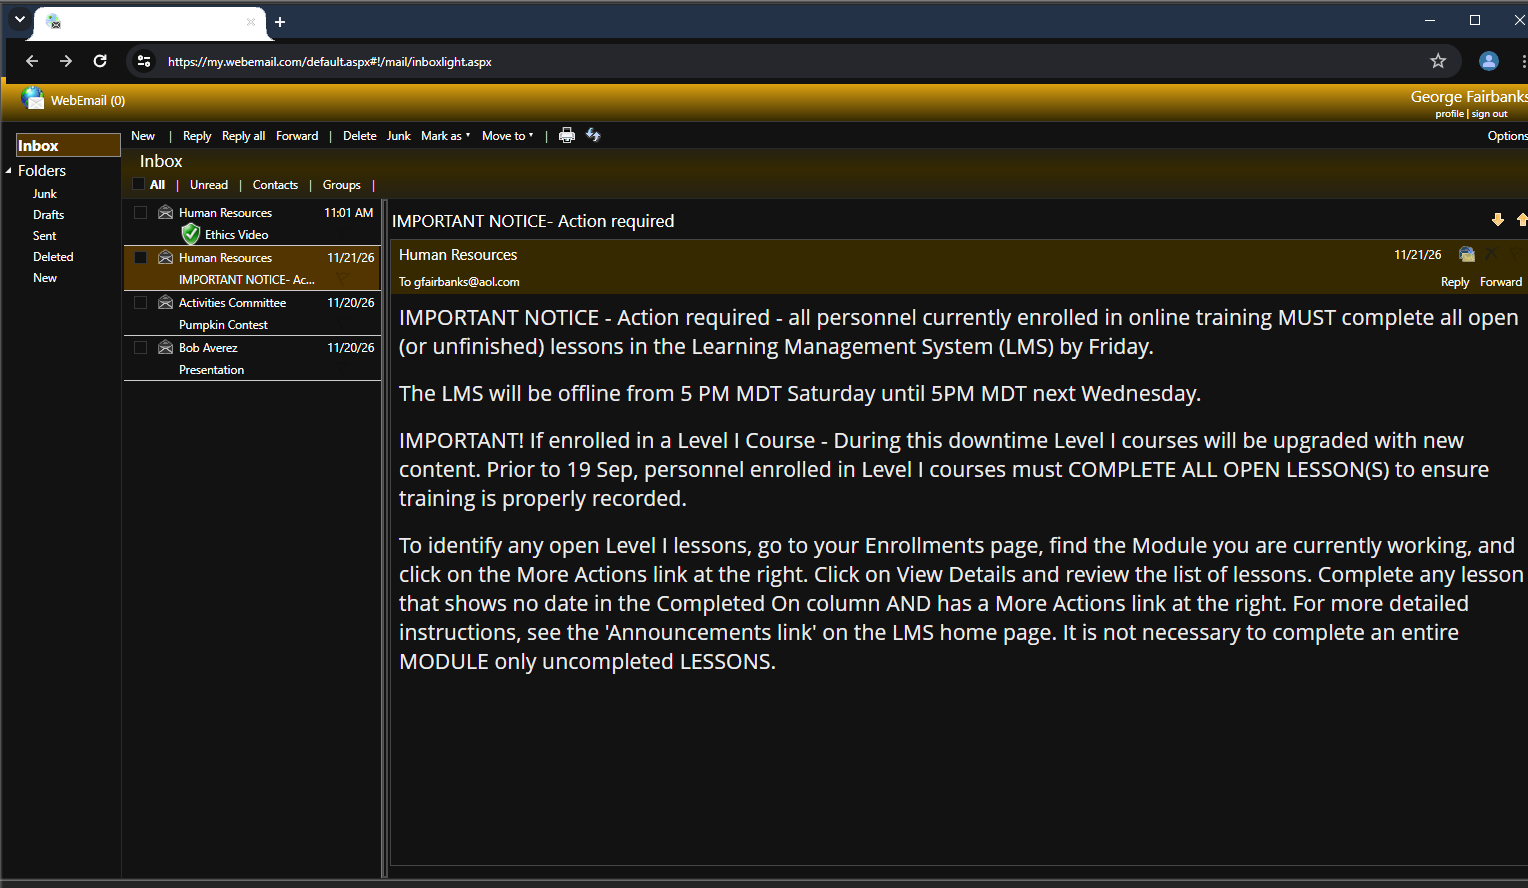 https://my.webemail.com/default.aspx#!/mail/inboxlight.aspx
WebEmail (0)
George Fairbanks
profile | sign out
New | Reply Reply all Forward | Delete Junk Mark as Move to |
Options
Inbox
Folders
Junk
Drafts
Sent
Deleted
New
Inbox
All | Unread | Contacts | Groups |
Human Resources 11:01 AM
Ethics Video
Human Resources 11/21/26
IMPORTANT NOTICE- Ac...
Activities Committee 11/20/26
Pumpkin Contest
Bob Averez 11/20/26
Presentation
IMPORTANT NOTICE- Action required
Human Resources 11/21/26
To gfairbanks@aol.com
Reply Forward
IMPORTANT NOTICE - Action required - all personnel currently enrolled in online training MUST complete all open
(or unfinished) lessons in the Learning Management System (LMS) by Friday.
The LMS will be offline from 5 PM MDT Saturday until 5PM MDT next Wednesday.
IMPORTANT! If enrolled in a Level I Course - During this downtime Level I courses will be upgraded with new
content. Prior to 19 Sep, personnel enrolled in Level I courses must COMPLETE ALL OPEN LESSON(S) to ensure
training is properly recorded.
To identify any open Level I lessons, go to your Enrollments page, find the Module you are currently working, and
click on the More Actions link at the right. Click on View Details and review the list of lessons. Complete any lesson
that shows no date in the Completed On column AND has a More Actions link at the right. For more detailed
instructions, see the 'Announcements link' on the LMS home page. It is not necessary to complete an entire
MODULE only uncompleted LESSONS.